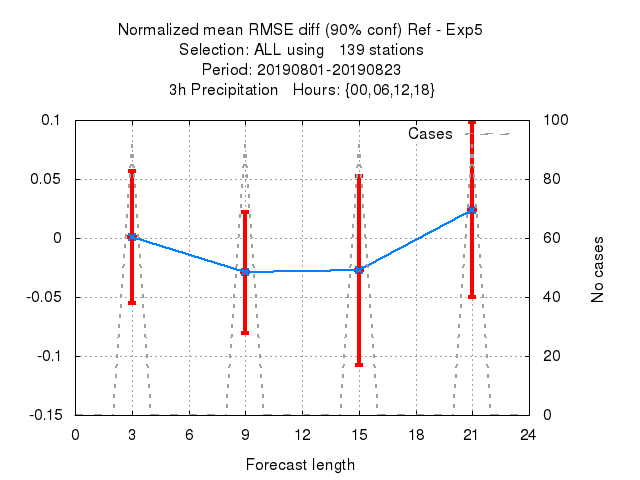 Normalized mean RMSE diff (90% conf) Ref - Exp5
Selection: ALL using   139 stations
Period: 20190801-20190823
3h Precipitation   Hours: {00,06,12,18}
Cases
0.1
0.05
0
-0.05
-0.1
-0.15
100
80
60
40
20
0
No cases
0 3 6 9 12 15 18 21 24
Forecast length